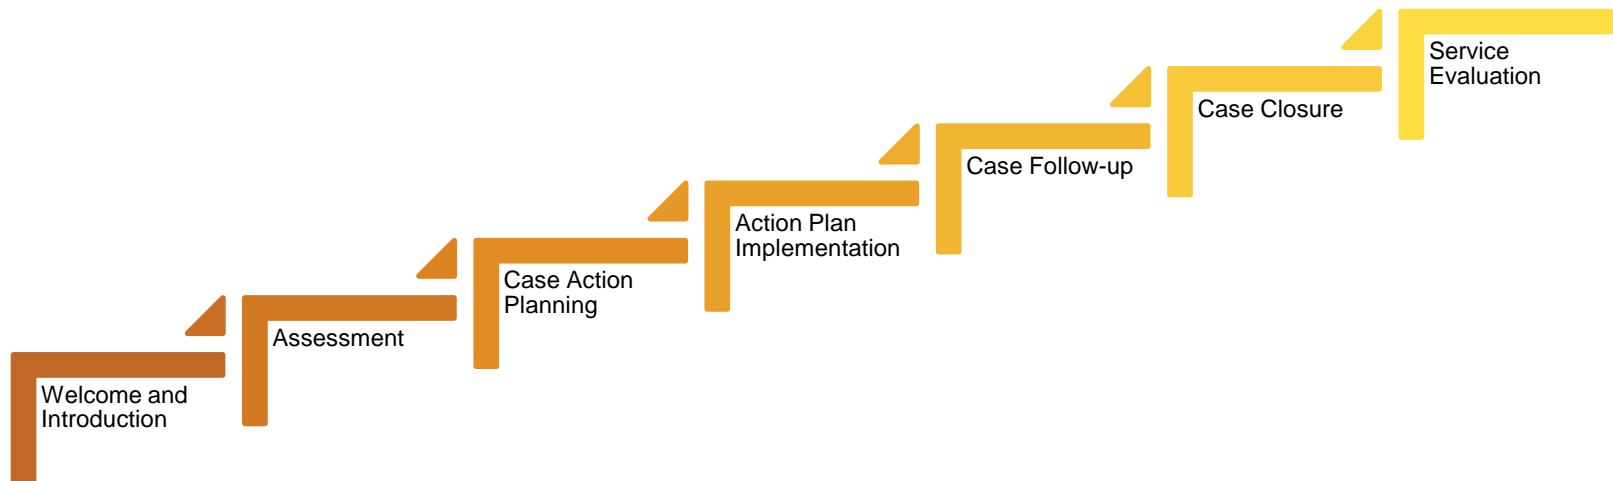 Welcome and
Introduction
Assessment
Case Action
Planning
Action Plan
Implementation
Case Follow-up
Case Closure
Service
Evaluation